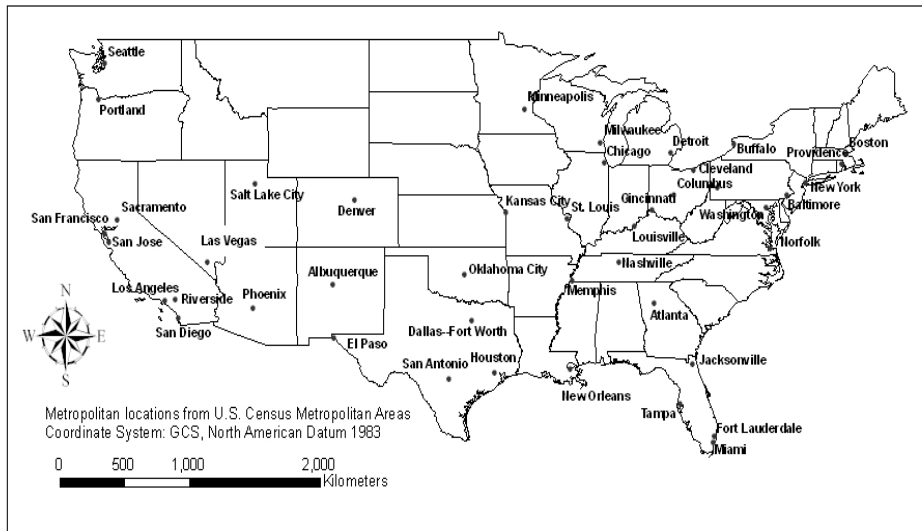 Seattle
Portland
Minneapolis
Milwaukee
Chicago
Detroit
Buffalo
Boston
Providence
Cleveland
Columbus
New York
Salt Lake City
Denver
Kansas City
St. Louis
Cincinnati
Washington
Baltimore
Sacramento
San Francisco
San Jose
Las Vegas
Louisville
Norfolk
Nashville
Los Angeles
Riverside
Phoenix
Albuquerque
Oklahoma City
Memphis
Atlanta
San Diego
El Paso
Dallas--Fort Worth
San Antonio
Houston
New Orleans
Jacksonville
Tampa
Fort Lauderdale
Miami
N
W
E
S
Metropolitan locations from U.S. Census Metropolitan Areas
Coordinate System: GCS, North American Datum 1983
0 500 1,000 2,000
Kilometers